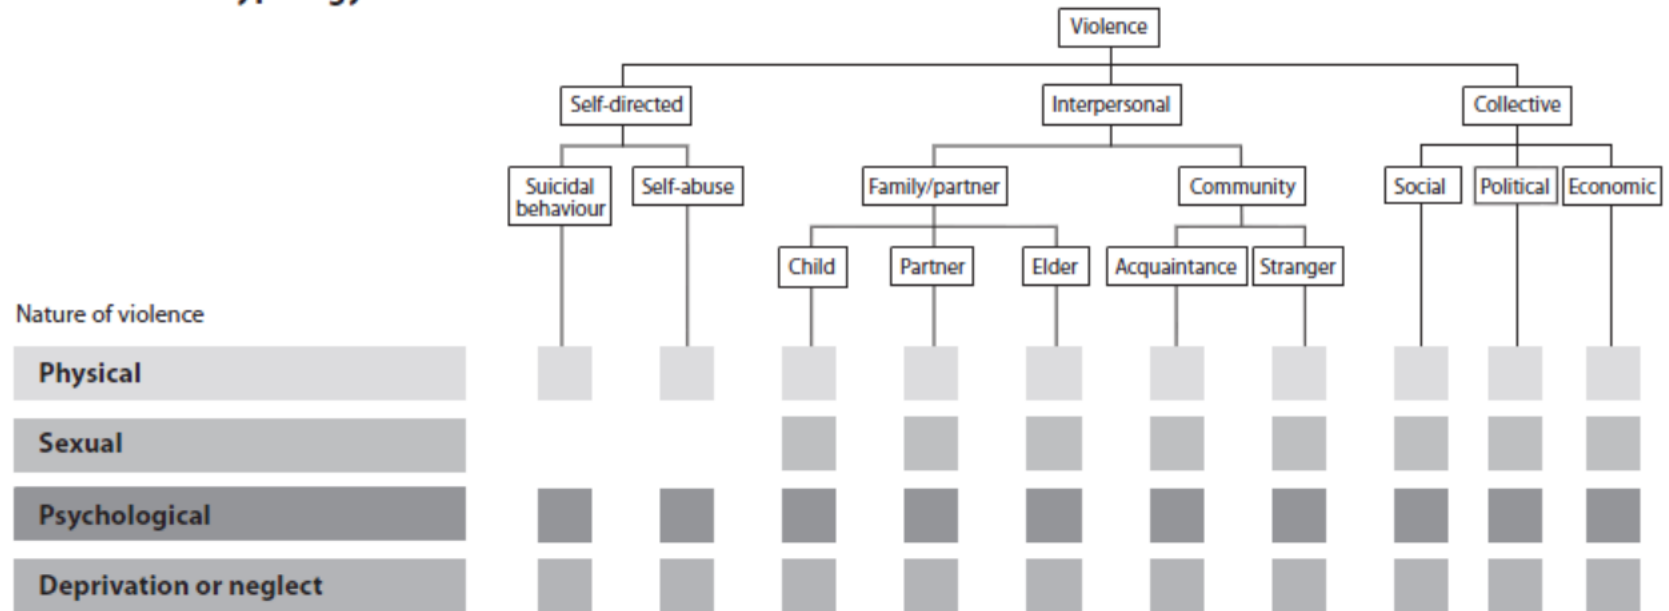 Violence
Self-directed
Interpersonal
Collective
Suicidal
behaviour
Self-abuse
Family/partner
Community
Social
Political
Economic
Child
Partner
Elder
Acquaintance
Stranger
Nature of violence
Physical
Sexual
Psychological
Deprivation or neglect